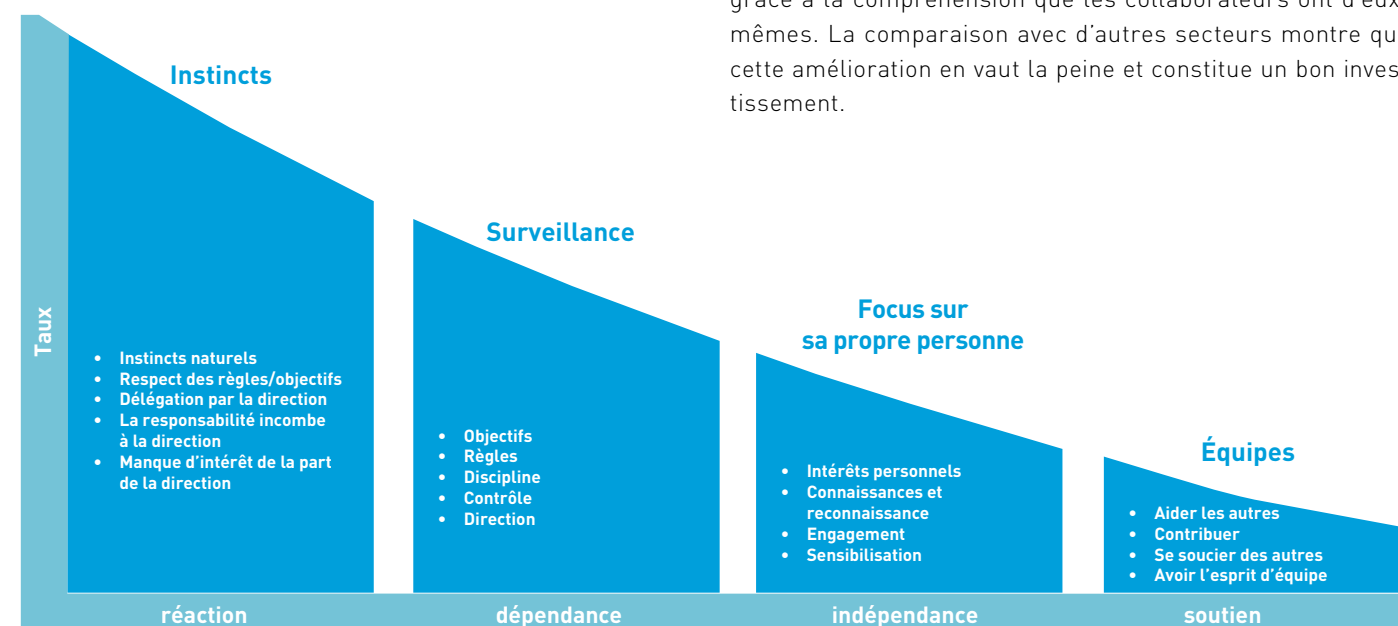 grâce à la compréhension que les collaborateurs ont d'eux
mêmes. La comparaison avec d'autres secteurs montre qu
cette amélioration en vaut la peine et constitue un bon inves
tissement.
Instincts
Surveillance
Focus sur
sa propre personne
Équipes
Taux
• Instincts naturels
• Respect des règles/objectifs
• Délégation par la direction
• La responsabilité incombe
à la direction
• Manque d'intérêt de la part
de la direction
• Objectifs
• Règles
• Discipline
• Contrôle
• Direction
• Intérêts personnels
• Connaissances et
reconnaissance
• Engagement
• Sensibilisation
• Aider les autres
• Contribuer
• Se soucier des autres
• Avoir l'esprit d'équipe
réaction
dépendance
indépendance
soutien